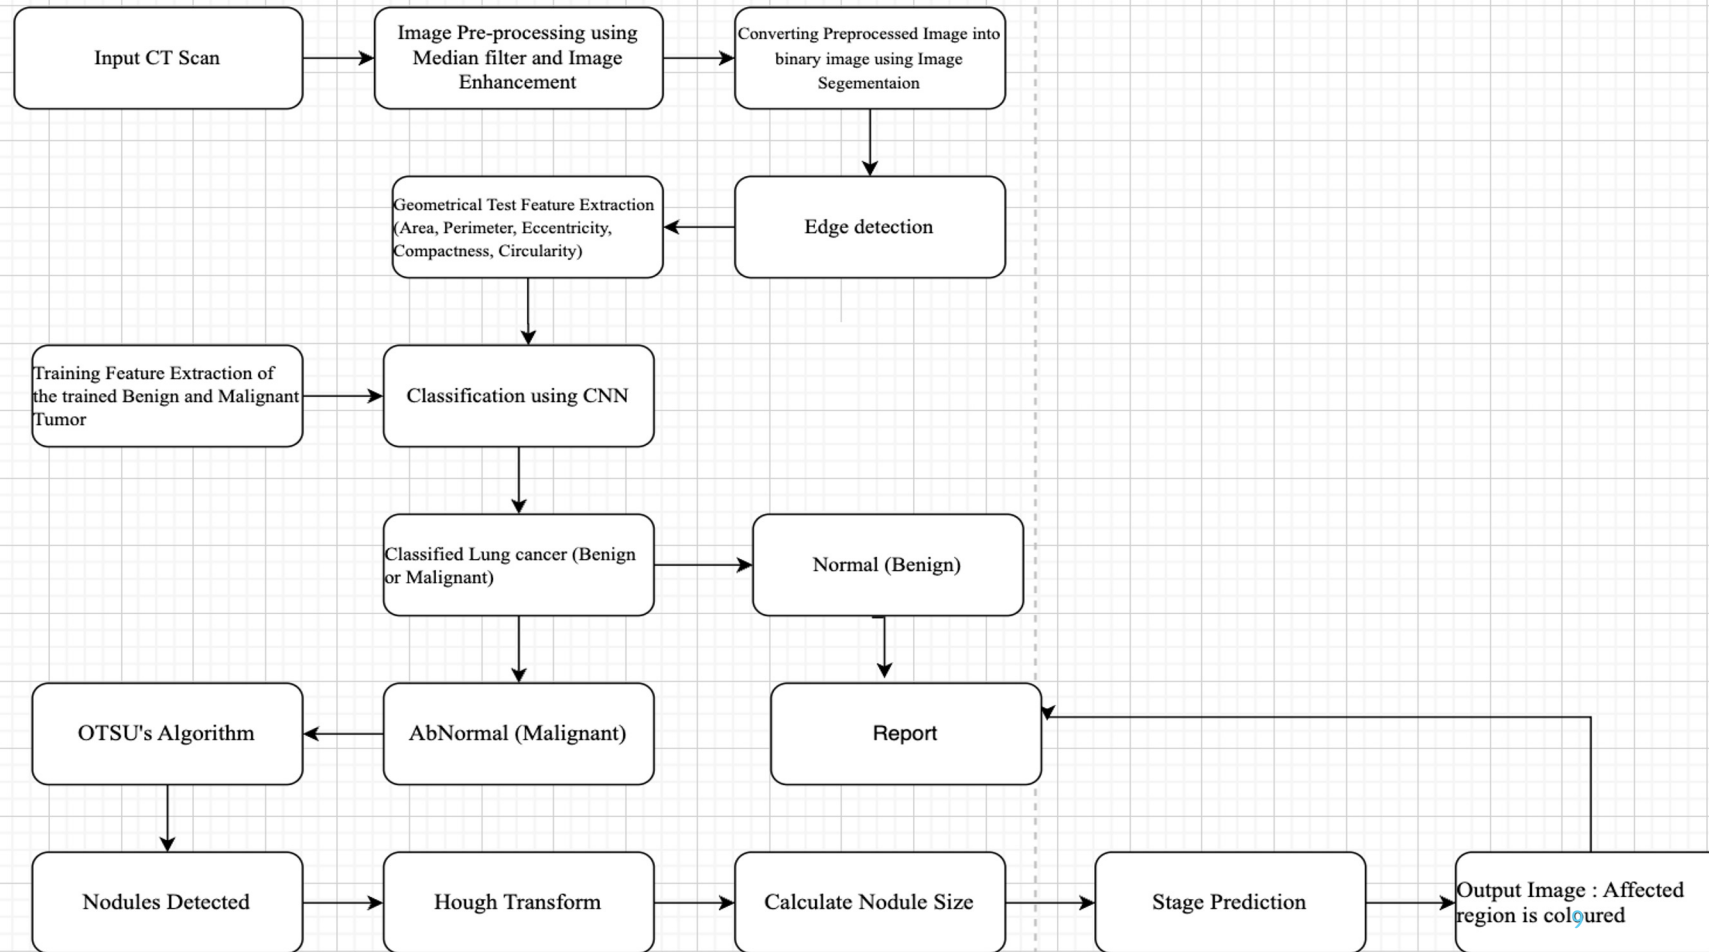 Input CT Scan
Image Pre-processing using
Median filter and Image
Enhancement
Converting Preprocessed Image into
binary image using Image
Segementaion
Geometrical Test Feature Extraction
(Area, Perimeter, Eccentricity,
Compactness, Circularity)
Edge detection
Training Feature Extraction of
the trained Benign and Malignant
Tumor
Classification using CNN
Classified Lung cancer (Benign
or Malignant)
Normal (Benign)
OTSU's Algorithm
AbNormal (Malignant)
Report
Nodules Detected
Hough Transform
Calculate Nodule Size
Stage Prediction
Output Image : Affected
region is coloured
9